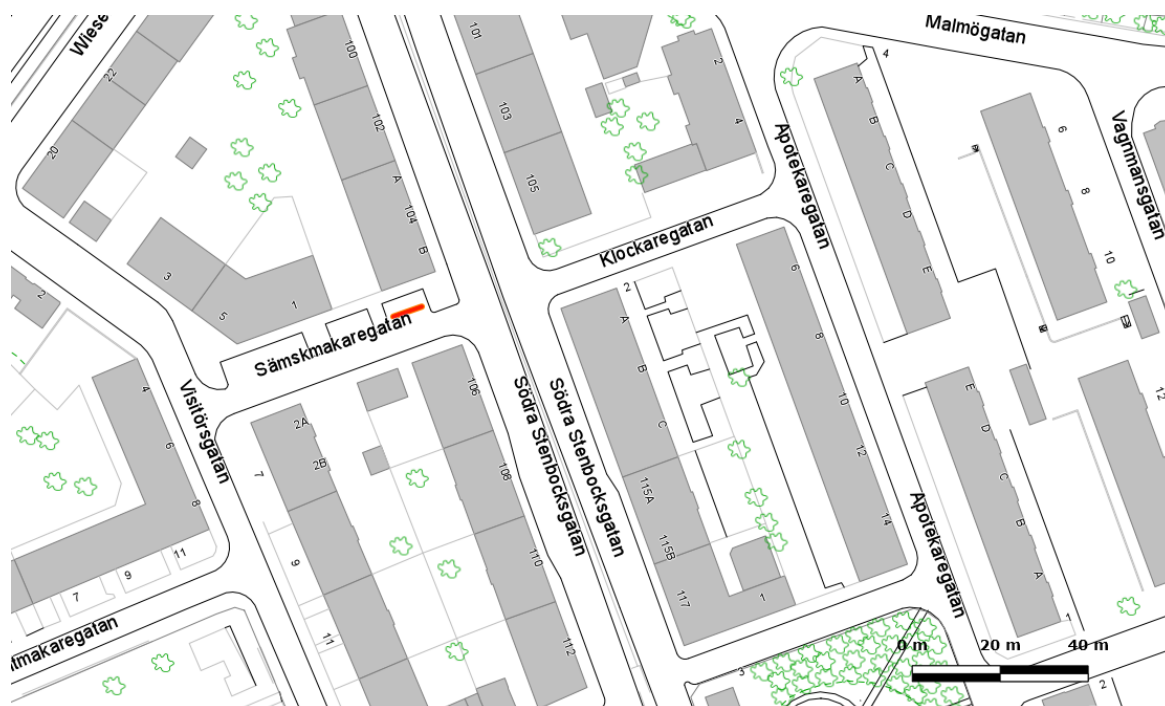 Wiese
22
20
100
102
A
104
B
101
103
105
2
4
Malmögatan
4
A
B
C
D
E
Apotekaregatan
6
8
10
Vagnmansgatan
Klockaregatan
3
5
1
2
Sämskmakaregatan
Visitörsgatan
4
6
8
2A
2B
7
9
11
106
108
110
112
Södra Stenbocksgatan
Södra Stenbocksgatan
2
A
B
C
115A
115B
117
1
6
8
10
12
14
Apotekaregatan
E
D
C
B
A
1
12
11
9
7
tmakaregatan
3
2
0 m
20 m
40 m